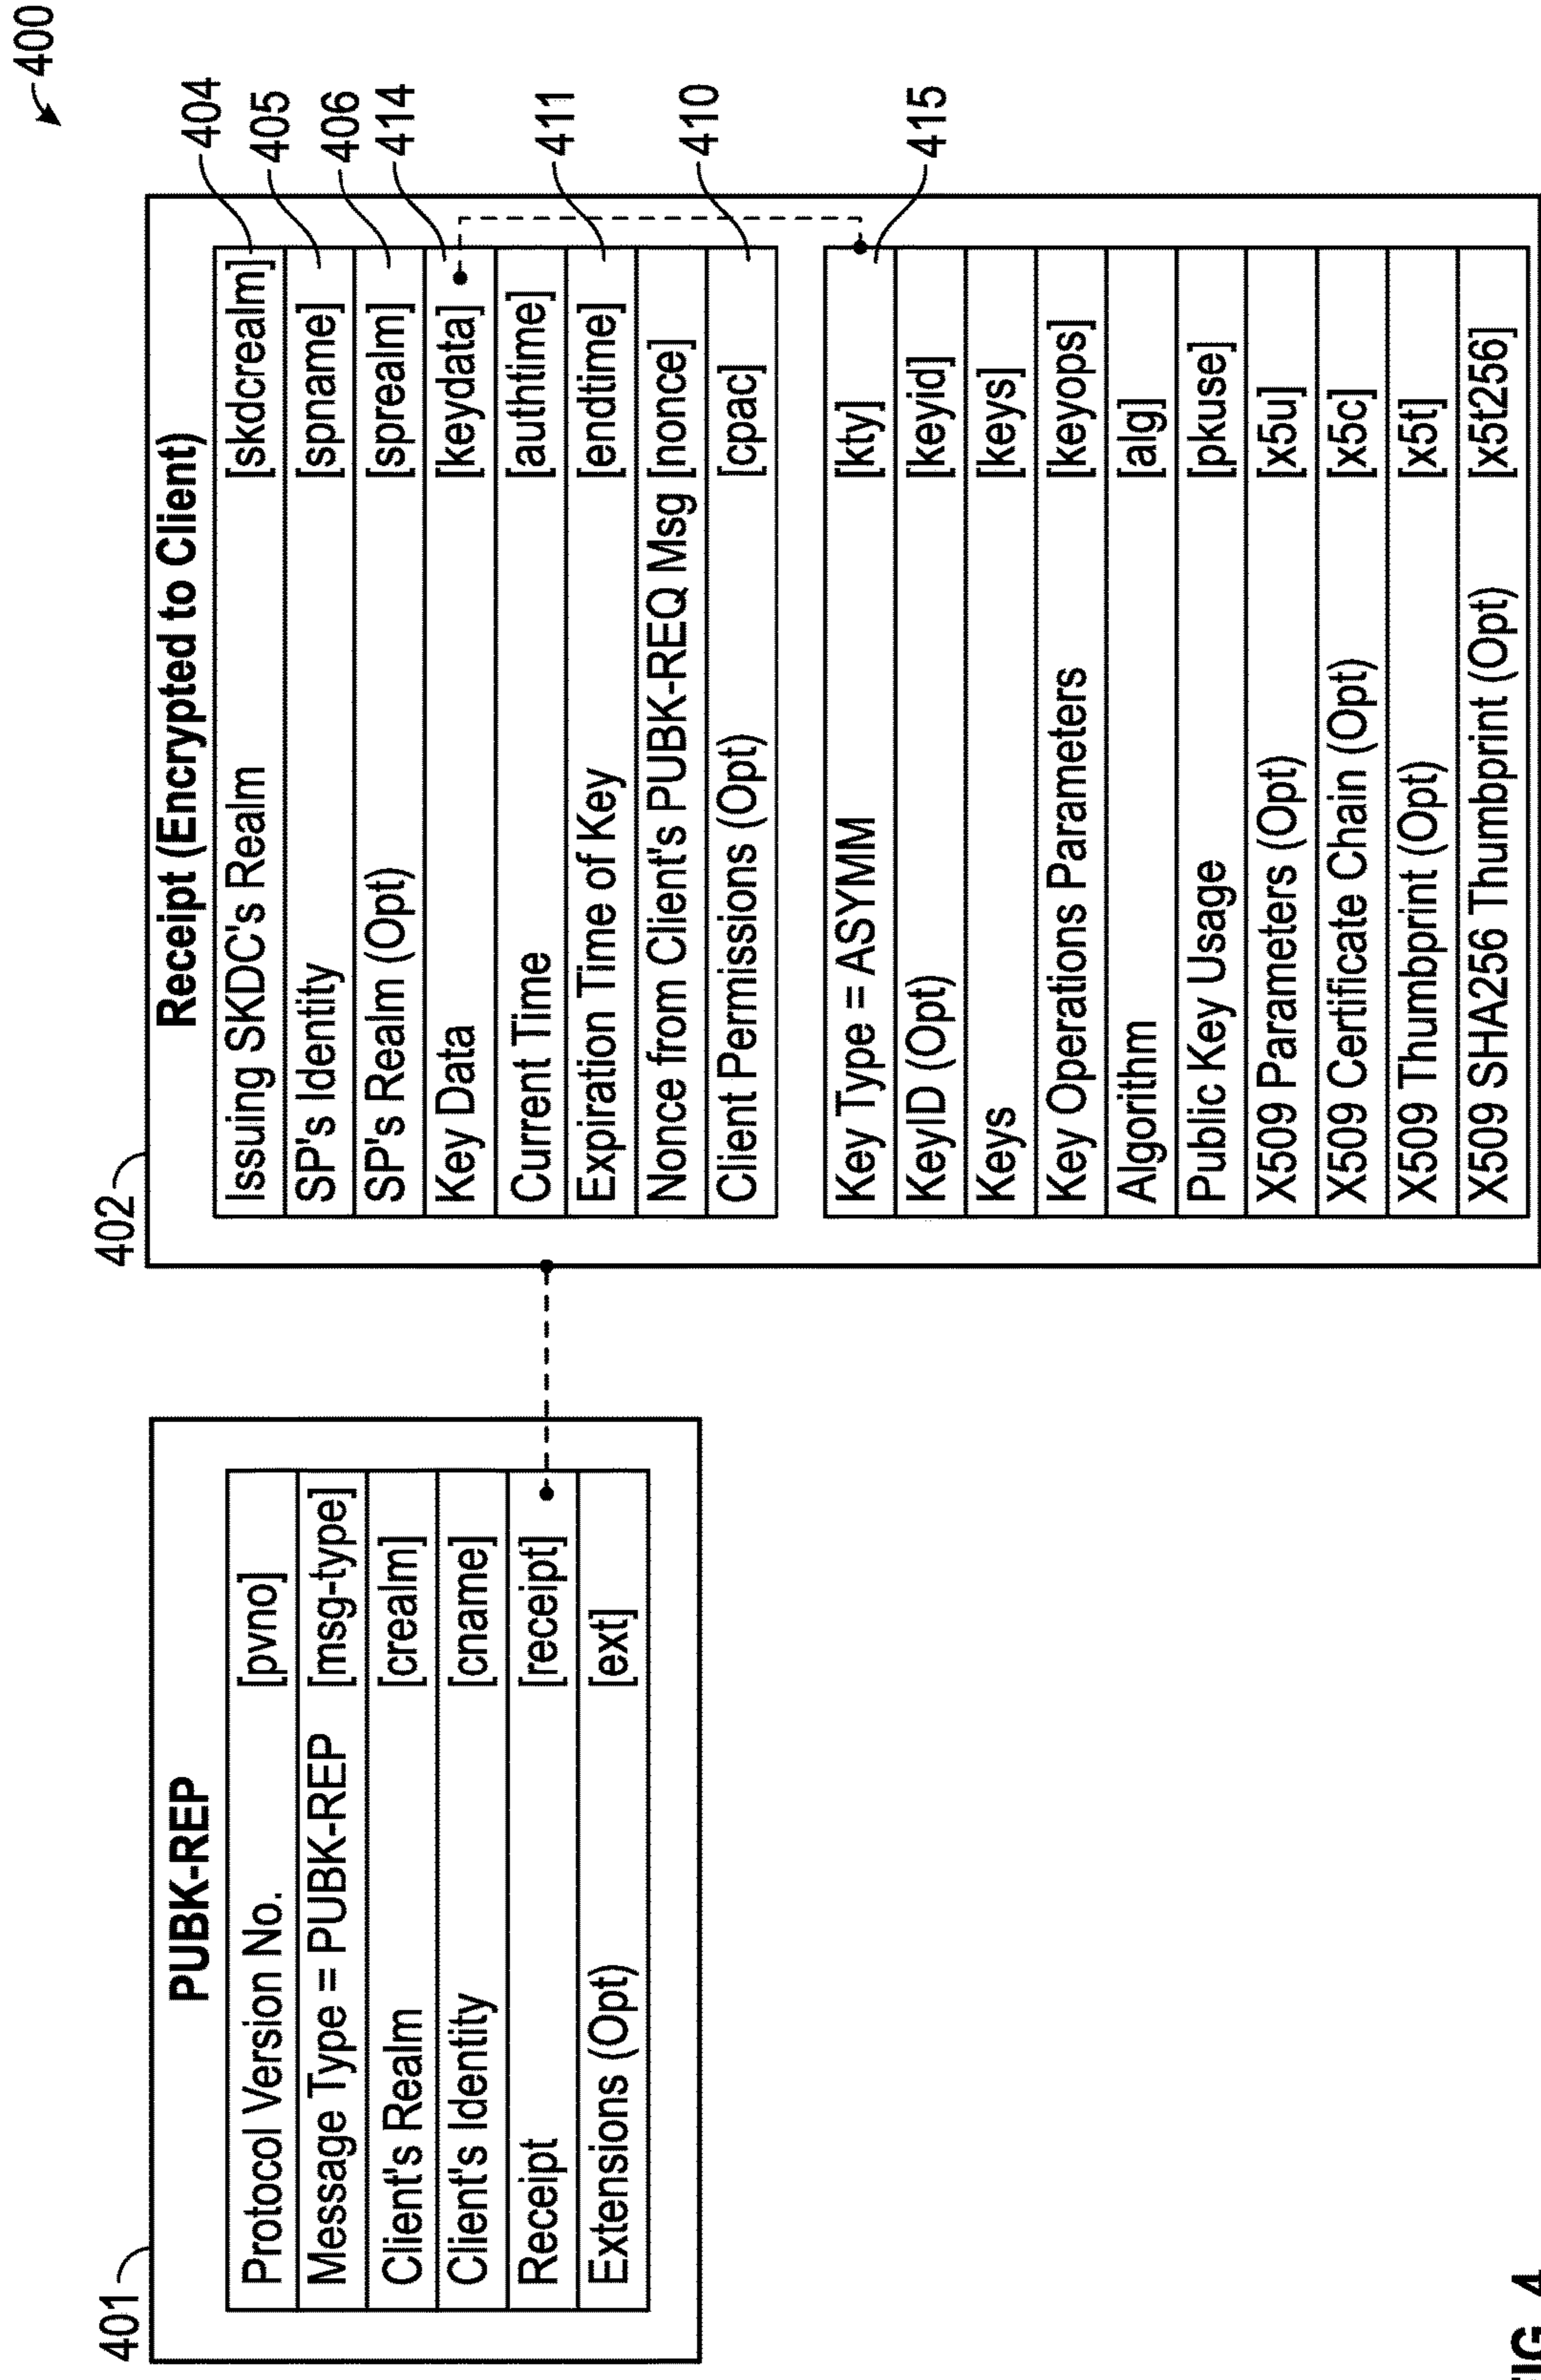 400
401
PUBK-REP
Protocol Version No. [pvno]
Message Type = PUBK-REP [msg-type]
Client's Realm [crealm]
Client's Identity [cname]
Receipt [receipt]
Extensions (Opt) [ext]
402
Receipt (Encrypted to Client)
Issuing SKDC's Realm [skdcrealm] 404
SP's Identity [spname] 405
SP's Realm (Opt) [sprealm] 406
Key Data [keydata] 414
Current Time [authtime]
Expiration Time of Key [endtime] 411
Nonce from Client's PUBK-REQ Msg [nonce]
Client Permissions (Opt) [cpac] 410
Key Type = ASYMM [kty] 415
KeyID (Opt) [keyid]
Keys [keys]
Key Operations Parameters [keyops]
Algorithm [alg]
Public Key Usage [pkuse]
X509 Parameters (Opt) [x5u]
X509 Certificate Chain (Opt) [x5c]
X509 Thumbprint (Opt) [x5t]
X509 SHA256 Thumbprint (Opt) [x5t256]